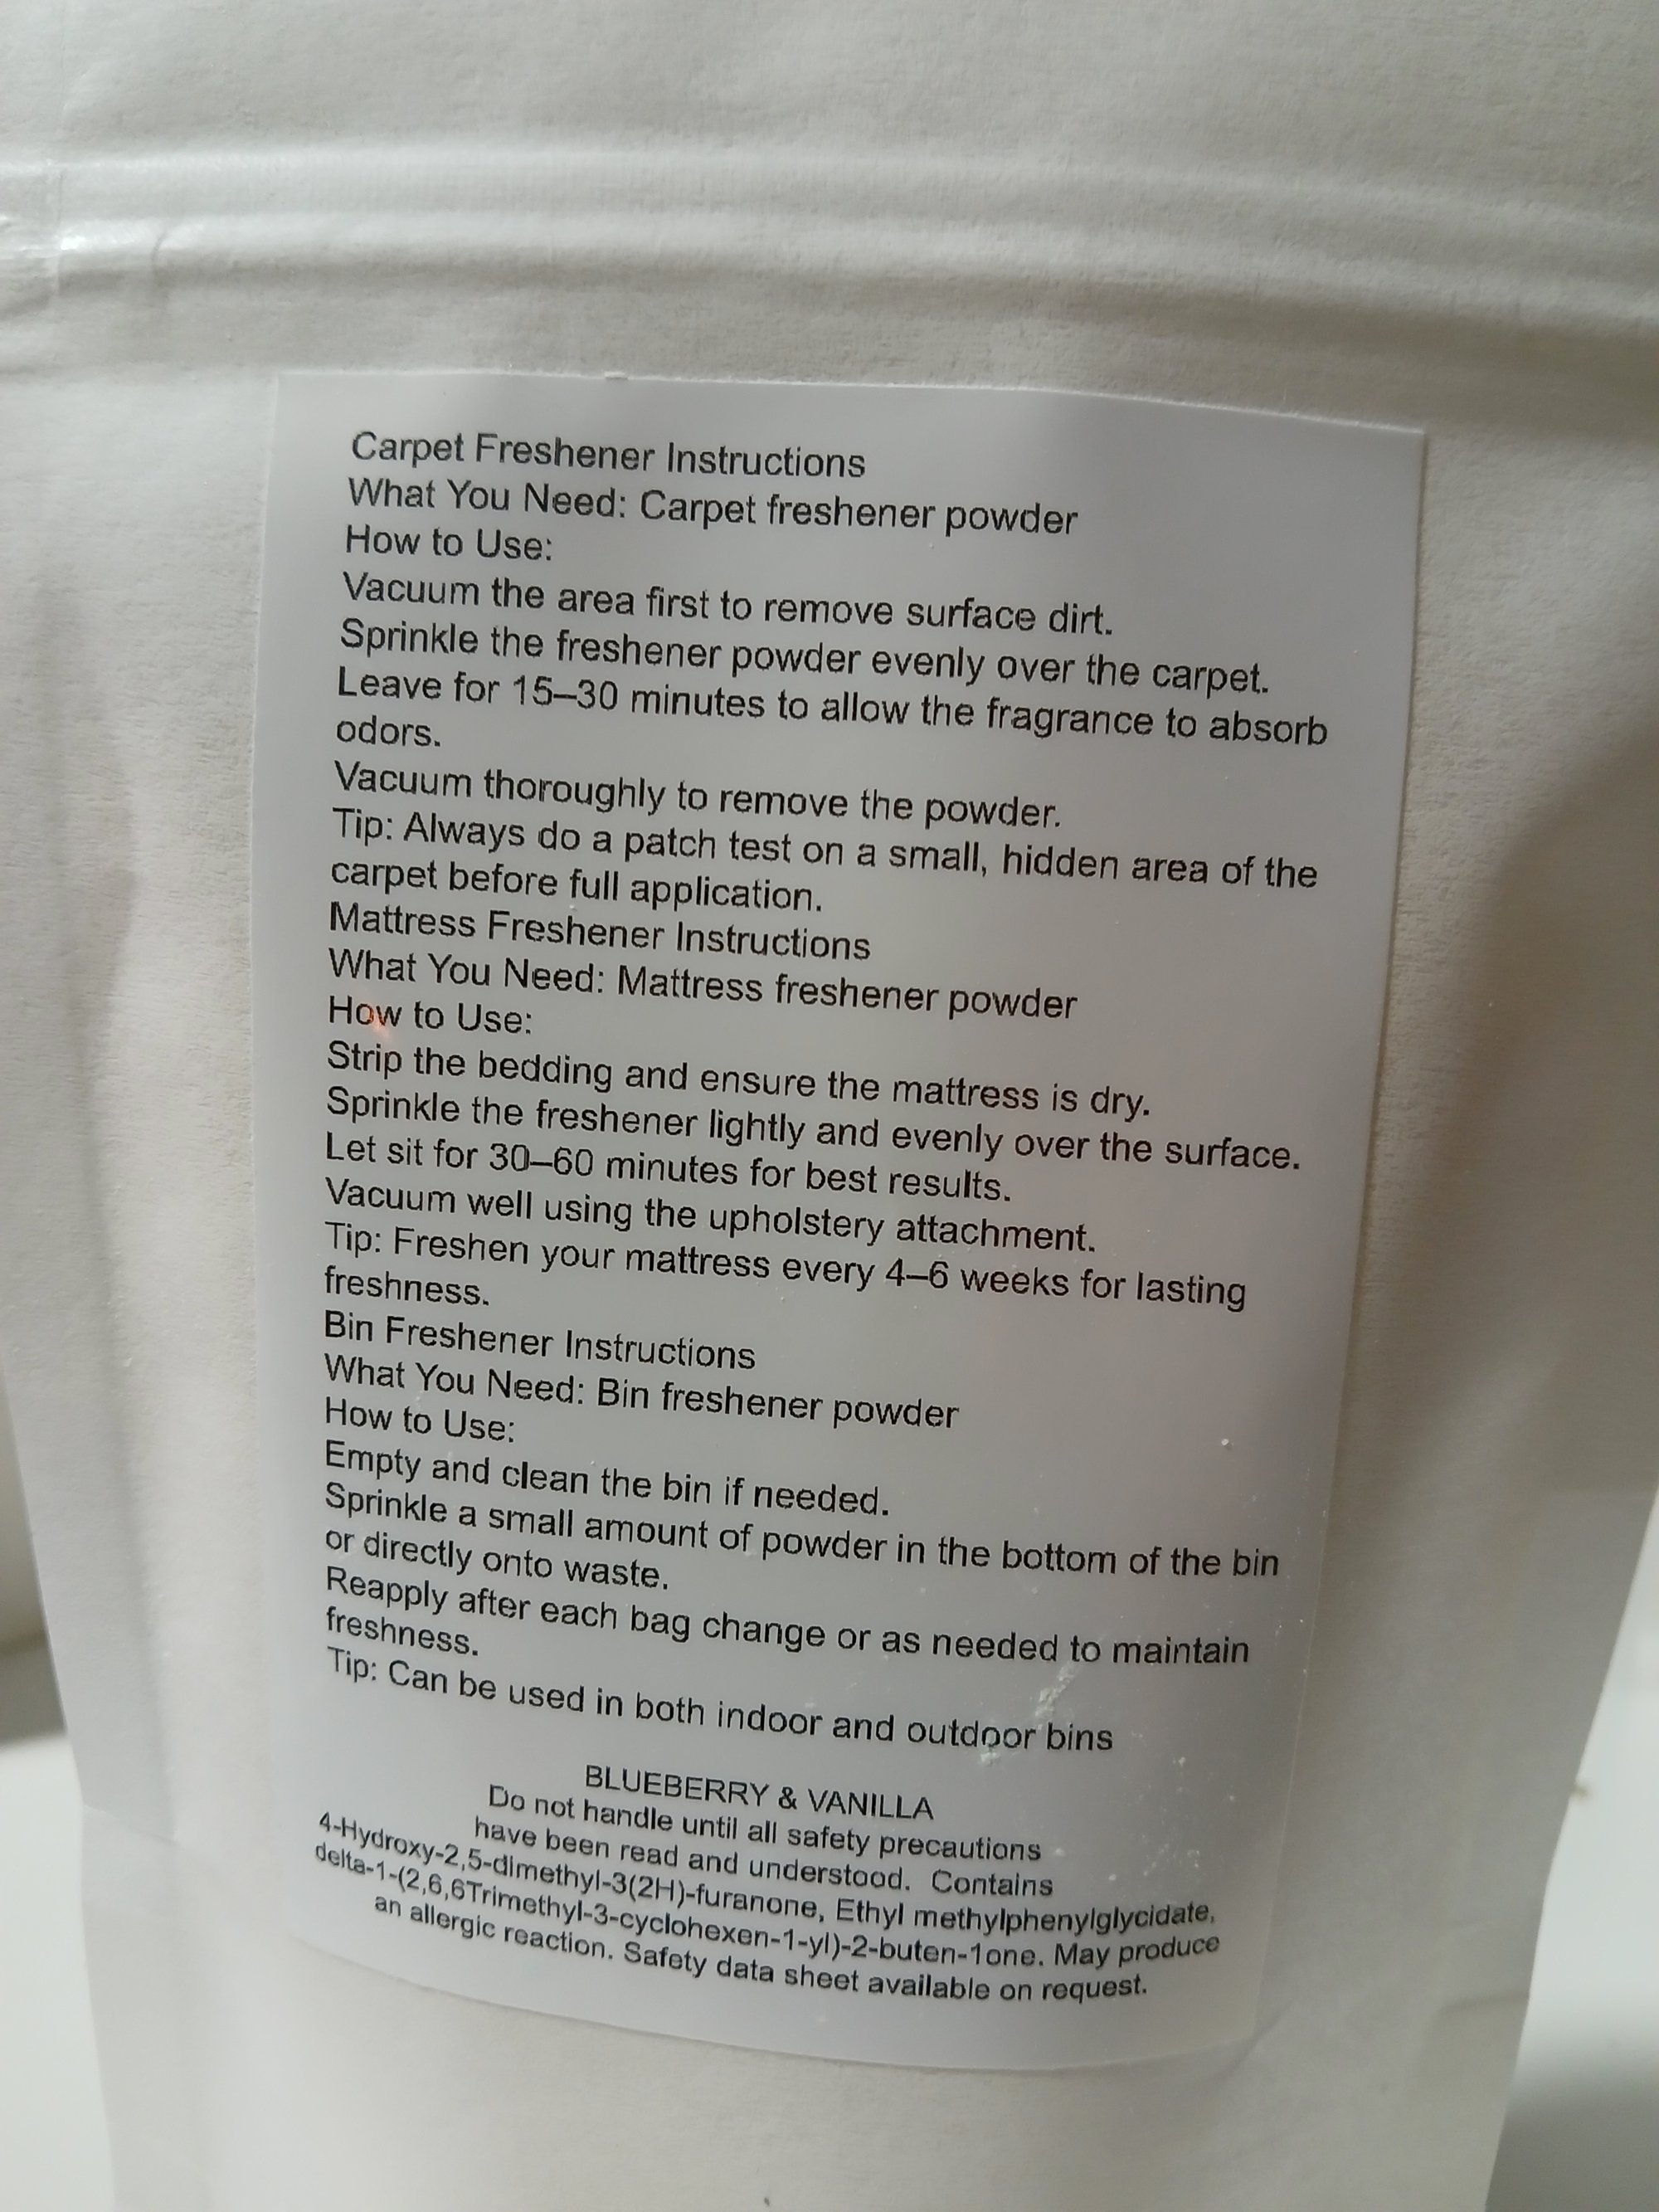 Carpet Freshener Instructions
What You Need: Carpet freshener powder
How to Use:
Vacuum the area first to remove surface dirt.
Sprinkle the freshener powder evenly over the carpet.
Leave for 15–30 minutes to allow the fragrance to absorb
odors.
Vacuum thoroughly to remove the powder.
Tip: Always do a patch test on a small, hidden area of the
carpet before full application.
Mattress Freshener Instructions
What You Need: Mattress freshener powder
How to Use:
Strip the bedding and ensure the mattress is dry.
Sprinkle the freshener lightly and evenly over the surface.
Let sit for 30–60 minutes for best results.
Vacuum well using the upholstery attachment.
Tip: Freshen your mattress every 4–6 weeks for lasting
freshness.
Bin Freshener Instructions
What You Need: Bin freshener powder
How to Use:
Empty and clean the bin if needed.
Sprinkle a small amount of powder in the bottom of the bin
or directly onto waste.
Reapply after each bag change or as needed to maintain
freshness.
Tip: Can be used in both indoor and outdoor bins
BLUEBERRY & VANILLA
Do not handle until all safety precautions
have been read and understood. Contains
4-Hydroxy-2,5-dimethyl-3(2H)-furanone, Ethyl methylphenylglycidate,
delta-1-(2,6,6Trimethyl-3-cyclohexen-1-yl)-2-buten-1one. May produce
an allergic reaction. Safety data sheet available on request.